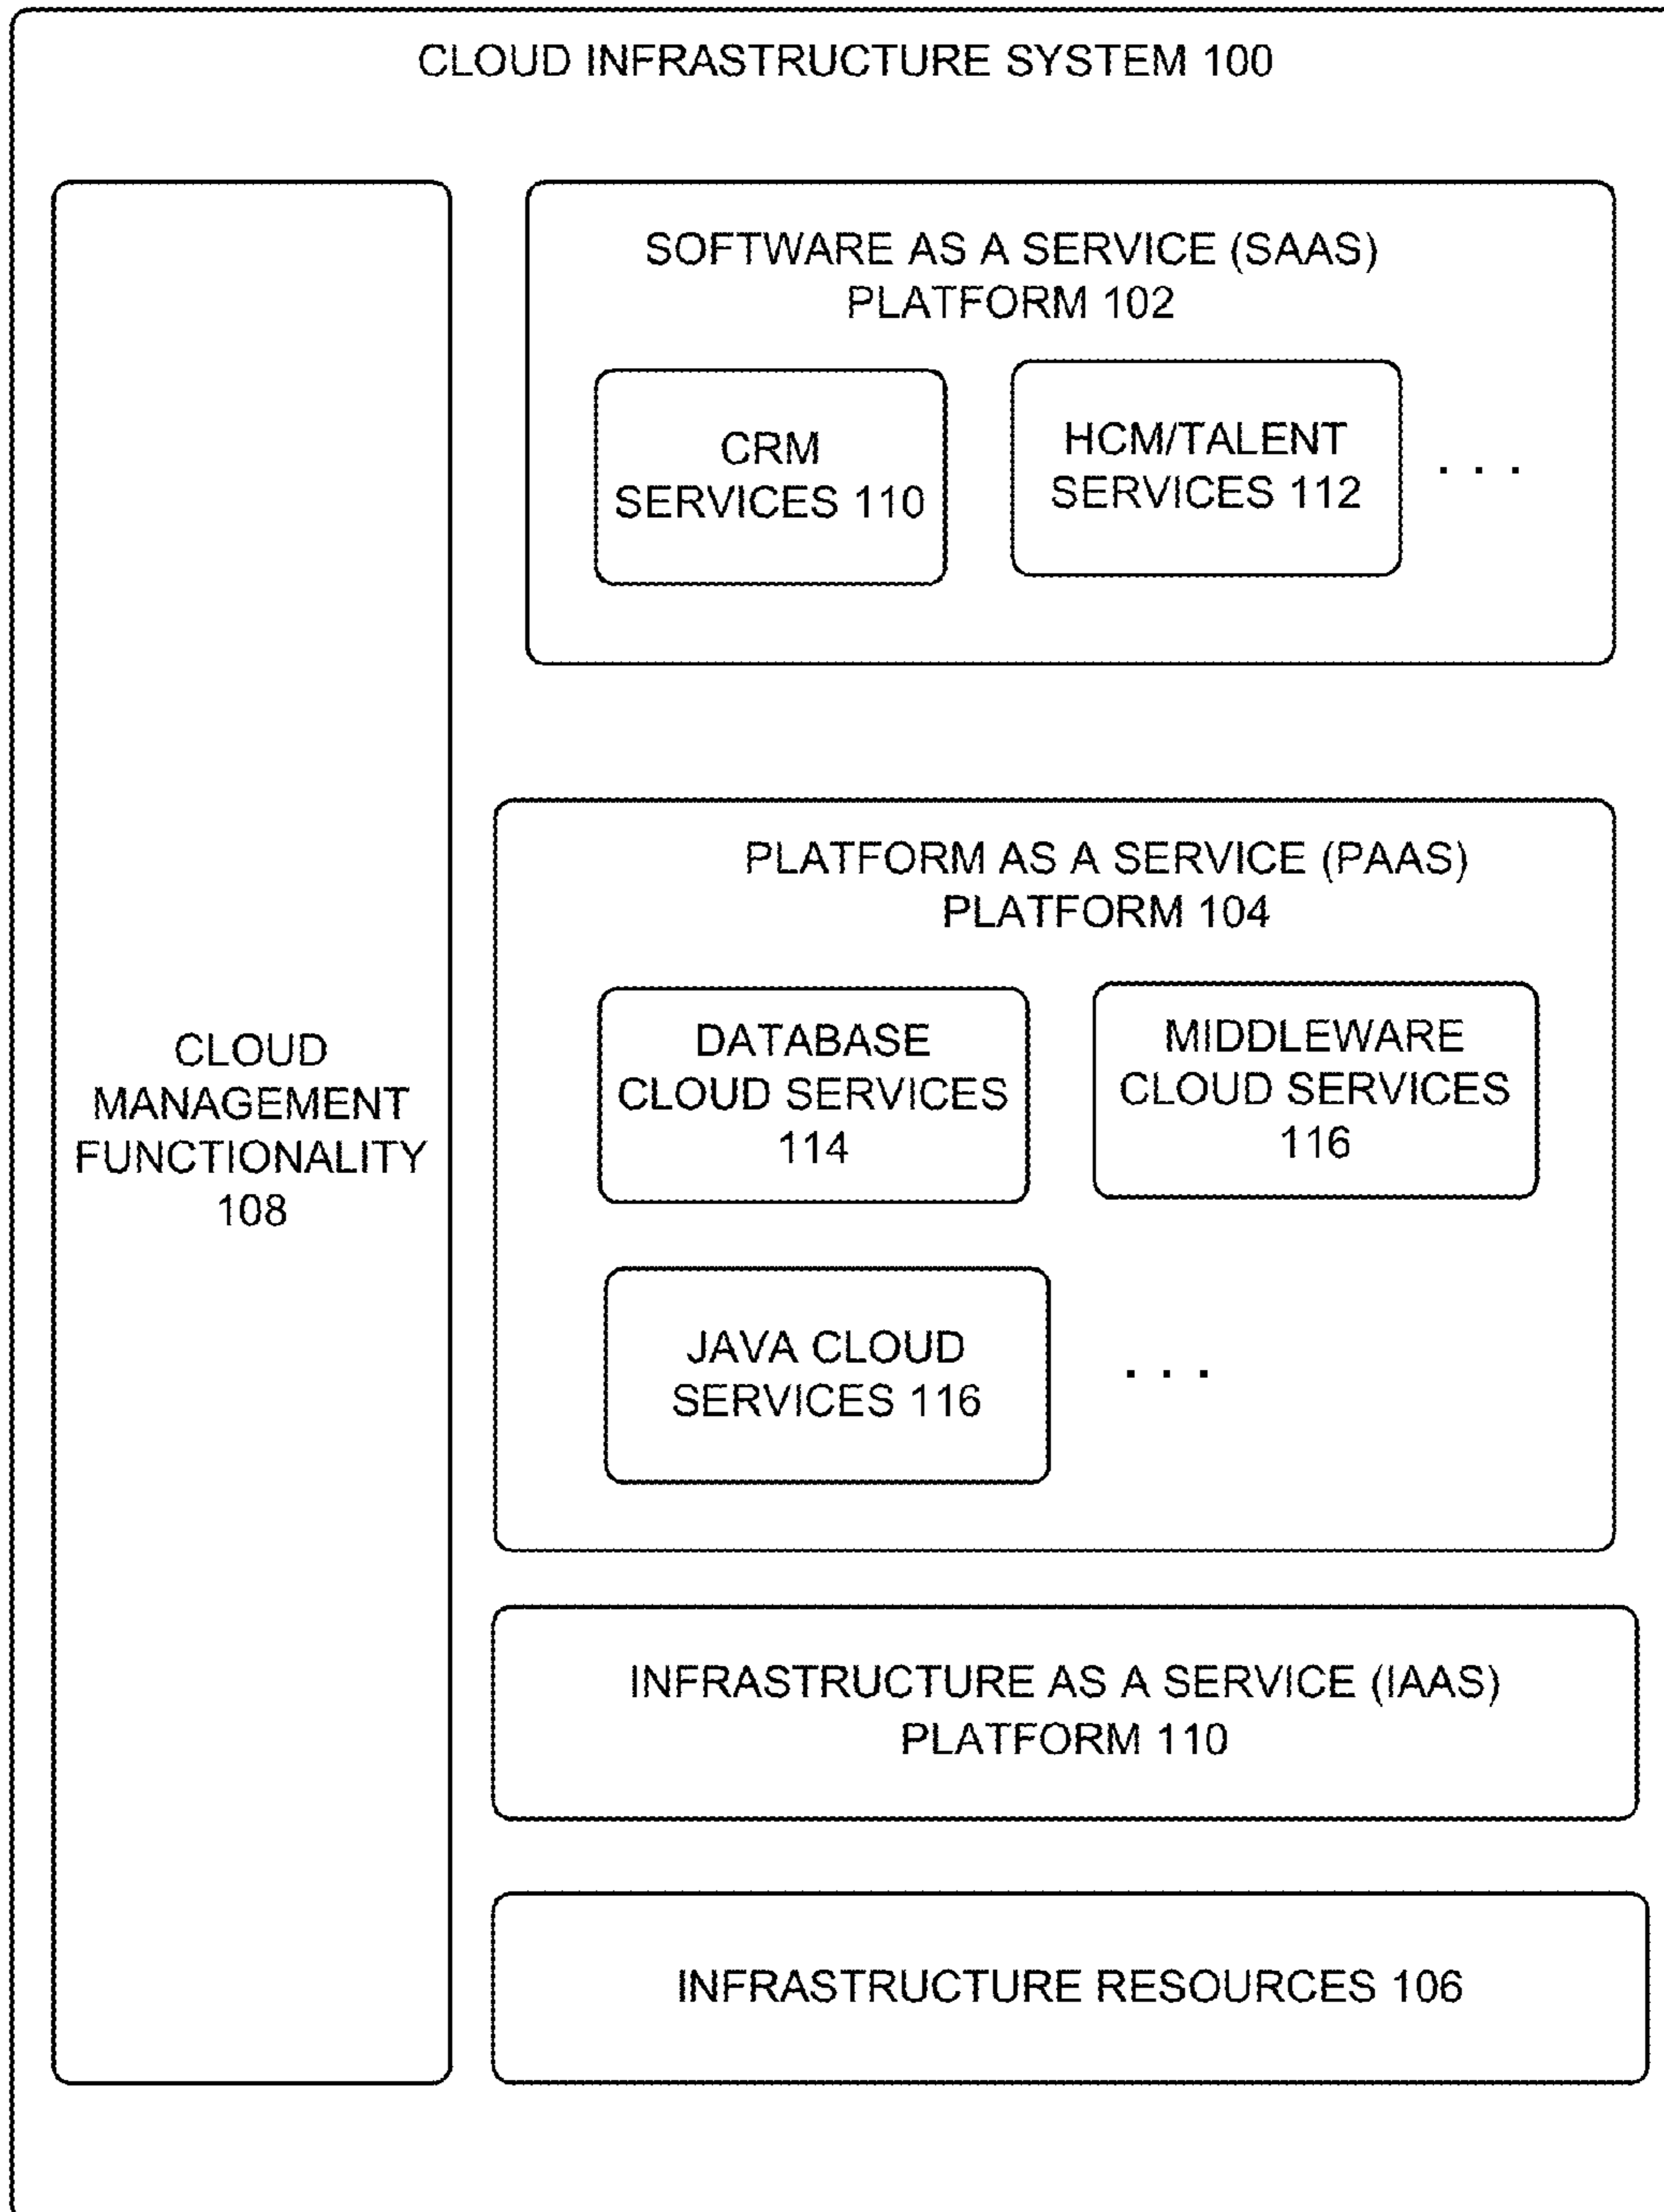 CLOUD INFRASTRUCTURE SYSTEM 100
SOFTWARE AS A SERVICE (SAAS)
PLATFORM 102
CRM
SERVICES 110
HCM/TALENT
SERVICES 112
. . .
CLOUD
MANAGEMENT
FUNCTIONALITY
108
PLATFORM AS A SERVICE (PAAS)
PLATFORM 104
DATABASE
CLOUD SERVICES
114
MIDDLEWARE
CLOUD SERVICES
116
JAVA CLOUD
SERVICES 116
. . .
INFRASTRUCTURE AS A SERVICE (IAAS)
PLATFORM 110
INFRASTRUCTURE RESOURCES 106